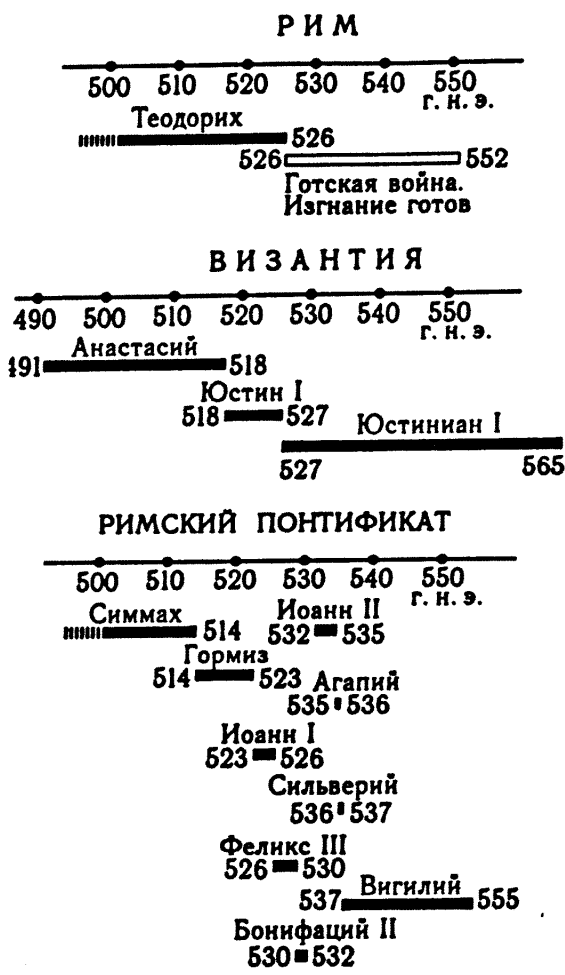 РИМ
500 510 520 530 540 550
г. н. э.
Теодорих
526
526 552
Готская война.
Изгнание готов
ВИЗАНТИЯ
490 500 510 520 530 540 550
г. н. э.
Анастасий
491 518
Юстин I
518 527
Юстиниан I
527 565
РИМСКИЙ ПОНТИФИКАТ
500 510 520 530 540 550
г. н. э.
Симмах
514
Иоанн II
532 535
Гормиз
514 523
Агапий
535 536
Иоанн I
523 526
Сильверий
536 537
Феликс III
526 530
Вигилий
537 555
Бонифаций II
530 532